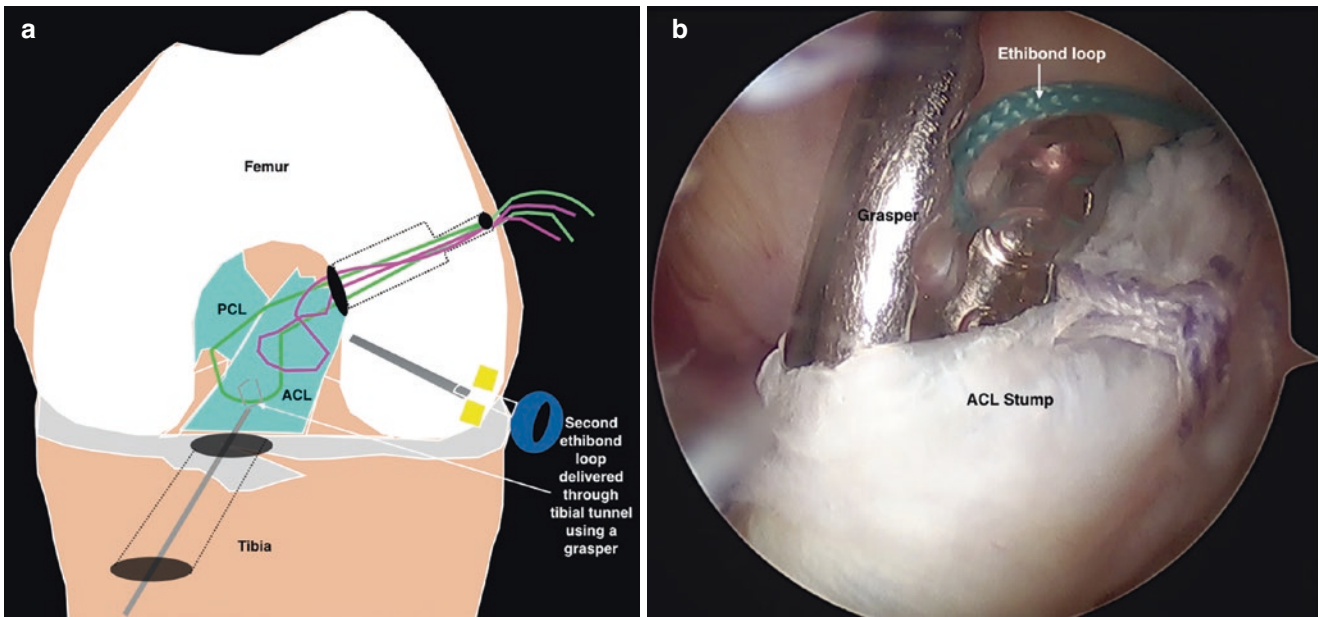 a
Femur
PCL
ACL
Second
ethibond
loop
delivered
through
tibial tunnel
using a
grasper
Tibia
b
Ethibond loop
Grasper
ACL Stump